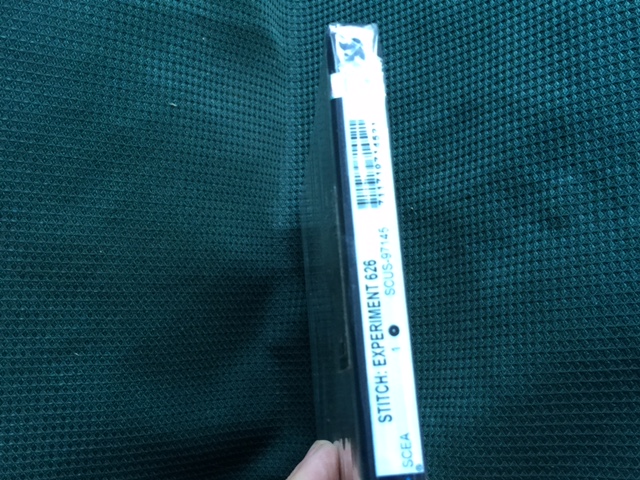 STITCH: EXPERIMENT 626
SCUS-97145
1
SCEA